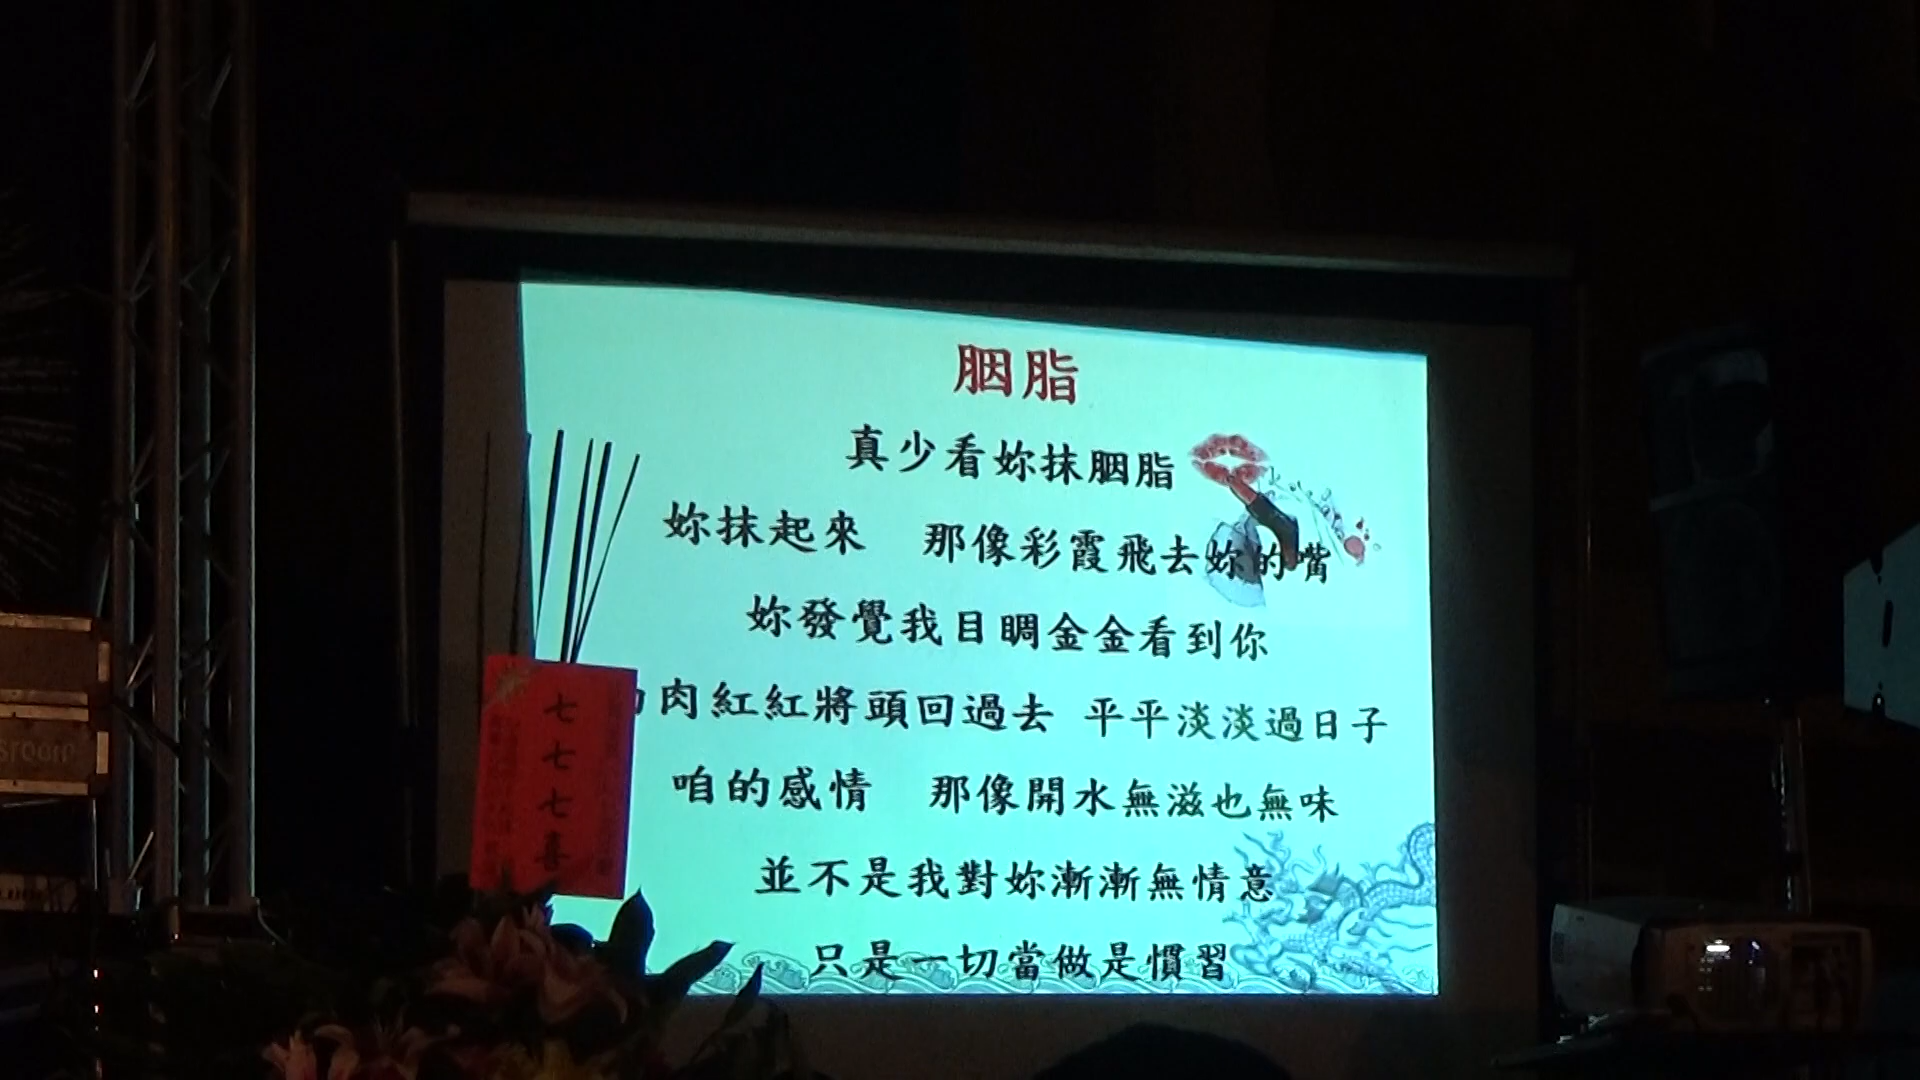 胭脂
真少看妳抹胭脂
妳抹起來 那像彩霞飛去妳的嘴
妳發覺我目睭金金看到你
肉紅紅將頭回過去 平平淡淡過日子
咱的感情 那像開水無滋也無味
並不是我對妳漸漸無情意
只是一切當做是慣習
七七七喜
sroom